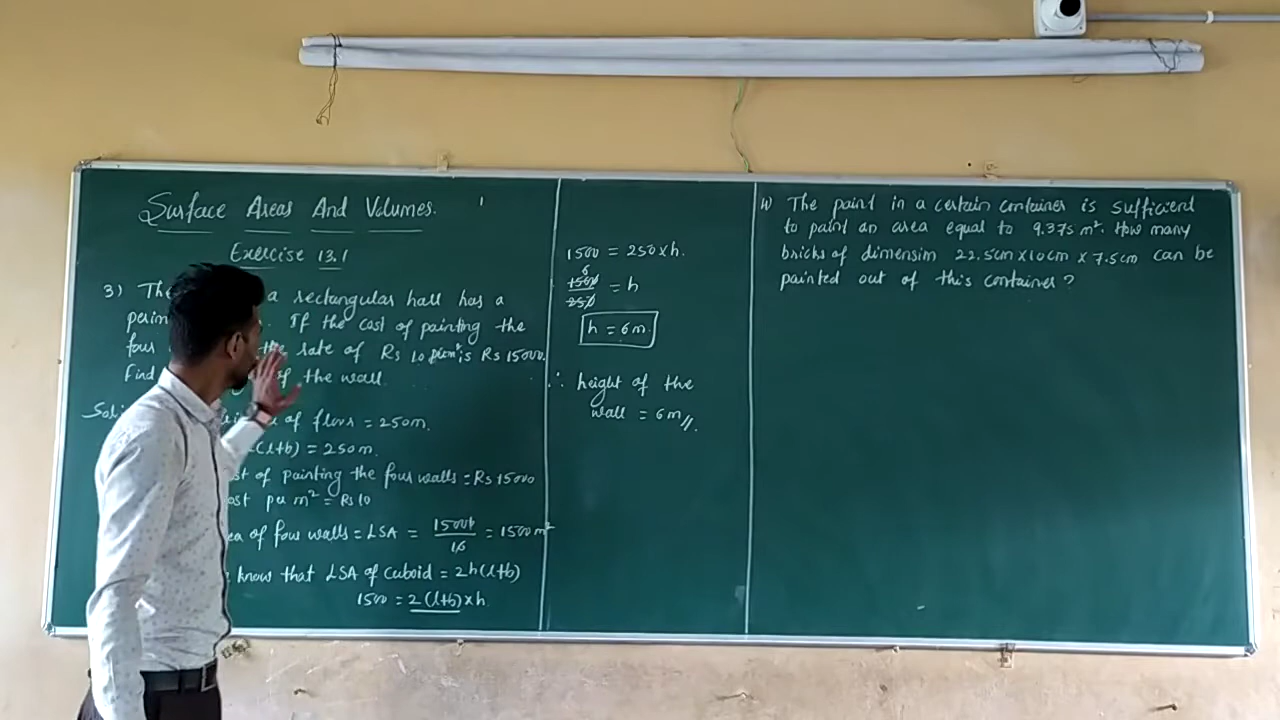 Surface Areas And Volumes.
Exercise 13.1
3) The a rectangular hall has a
perim If the cost of painting the
four the rate of Rs 10 per m² is Rs 15000.
Find of the wall.
Sol: of floor = 250m.
(l+b) = 250m.
of painting the four walls = Rs 15000
per m² = Rs 10
of four walls = LSA = 15000/10 = 1500m²
know that LSA of Cuboid = 2h(l+b)
1500 = 2(l+b)×h
1500 = 250×h.
6
1500/250 = h
h = 6m.
∴ height of the
wall = 6m//.
4) The paint in a certain container is sufficient
to paint an area equal to 9.375 m². How many
bricks of dimension 22.5cm×10cm×7.5cm can be
painted out of this container?